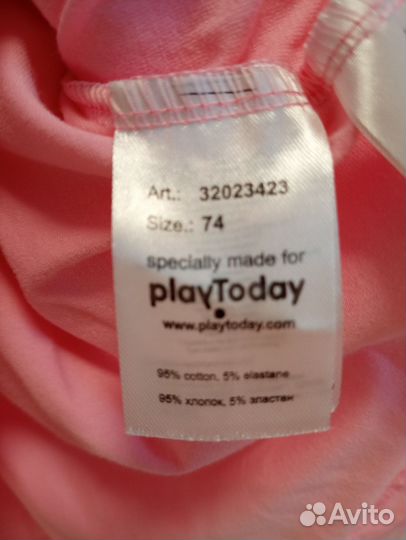 Art.: 32023423
Size.: 74
specially made for
playToday
www.playtoday.com
95% cotton, 5% elastane
95% хлопок, 5% эластан
Avito